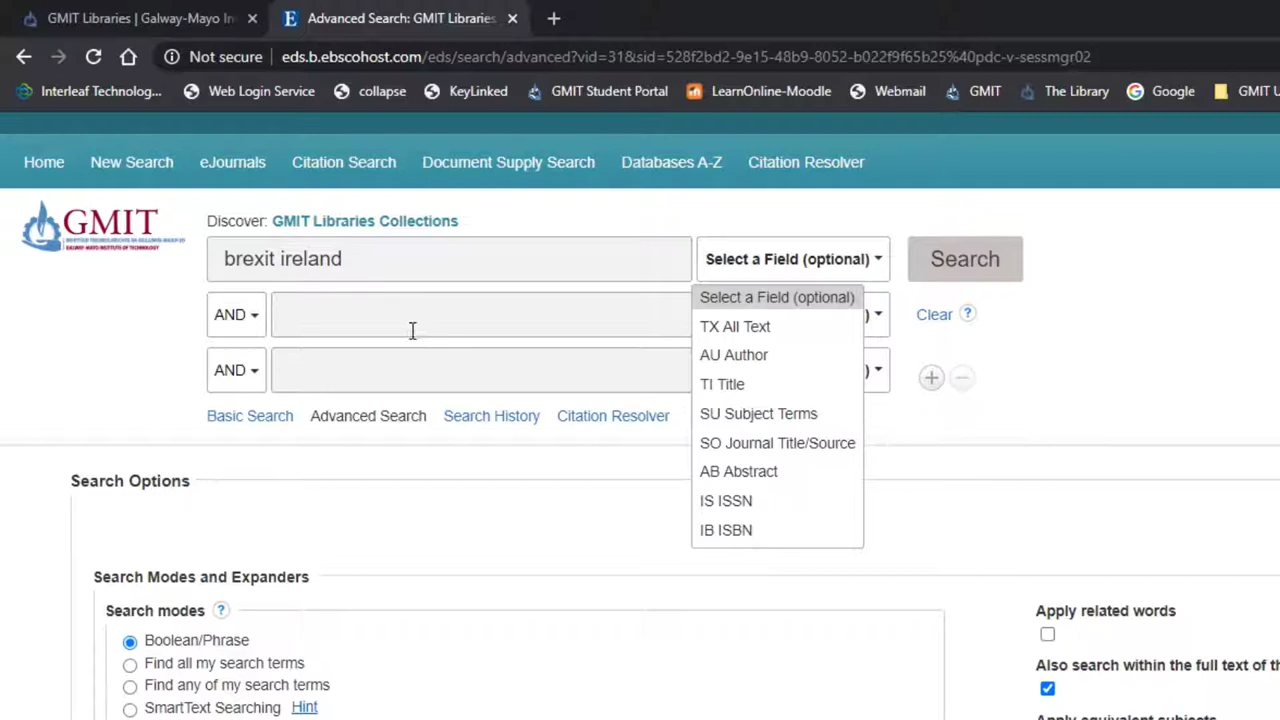 GMIT Libraries | Galway-Mayo In
Advanced Search: GMIT Libraries
Not secure
eds.b.ebscohost.com/eds/search/advanced?vid=31&sid=528f2bd2-9e15-48b9-8052-b022f9f65b25%40pdc-v-sessmgr02
Interleaf Technolog...
Web Login Service
collapse
KeyLinked
GMIT Student Portal
LearnOnline-Moodle
Webmail
GMIT
The Library
Google
GMIT U
Home
New Search
eJournals
Citation Search
Document Supply Search
Databases A-Z
Citation Resolver
GMIT
Discover: GMIT Libraries Collections
brexit ireland
Select a Field (optional)
Search
AND
)
Clear
?
AND
)
Select a Field (optional)
TX All Text
AU Author
TI Title
SU Subject Terms
SO Journal Title/Source
AB Abstract
IS ISSN
IB ISBN
Basic Search
Advanced Search
Search History
Citation Resolver
Search Options
Search Modes and Expanders
Search modes ?
Boolean/Phrase
Find all my search terms
Find any of my search terms
SmartText Searching Hint
Apply related words
Also search within the full text of th